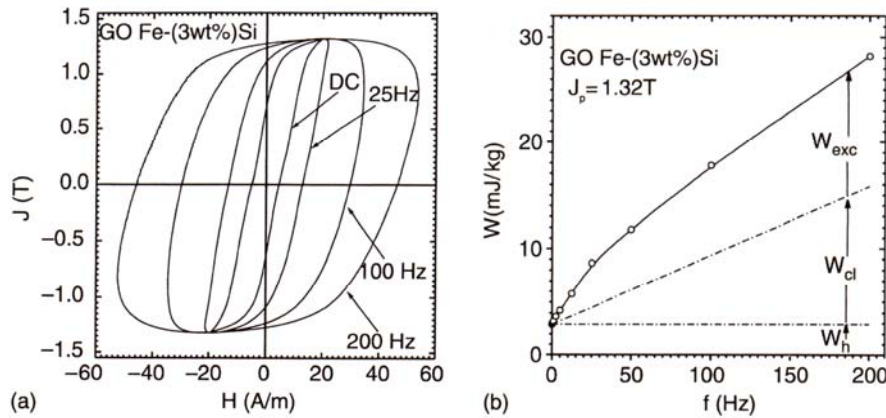 1.5
1.0
0.5
0.0
−0.5
−1.0
−1.5
J (T)
GO Fe-(3wt%)Si
DC
25Hz
100 Hz
200 Hz
−60 −40 −20 0 20 40 60
H (A/m)
(a)
30
20
10
0
W(mJ/kg)
GO Fe-(3wt%)Si
Jp= 1.32T
Wexc
Wcl
Wh
0 50 100 150 200
f (Hz)
(b)